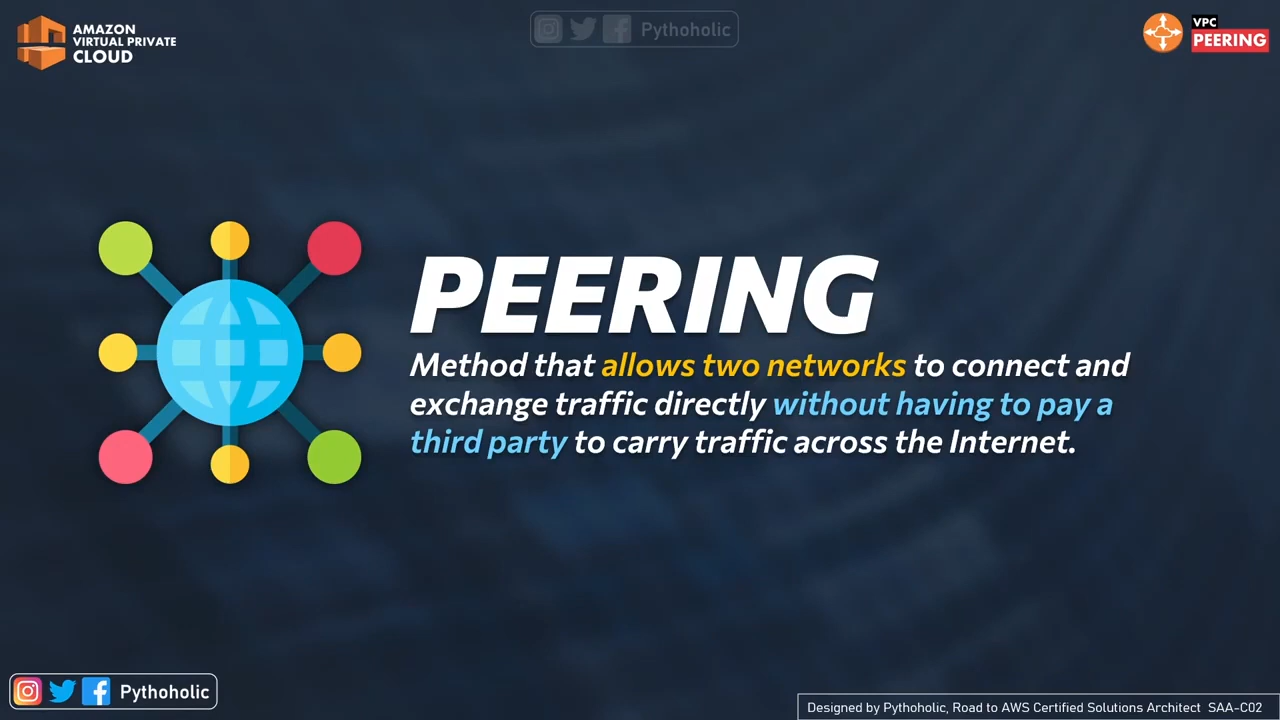 AMAZON
VIRTUAL PRIVATE
CLOUD
Pythoholic
VPC
PEERING
PEERING
Method that allows two networks to connect and
exchange traffic directly without having to pay a
third party to carry traffic across the Internet.
Pythoholic
Designed by Pythoholic, Road to AWS Certified Solutions Architect SAA-C02